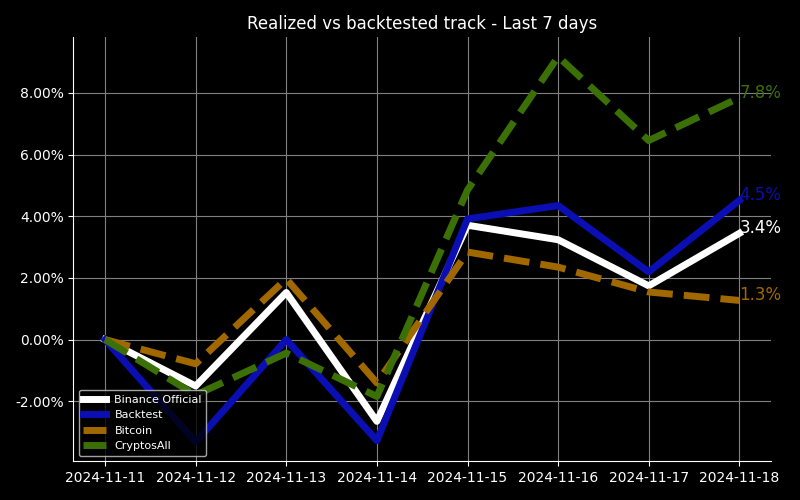 Realized vs backtested track - Last 7 days
8.00%
6.00%
4.00%
2.00%
0.00%
-2.00%
7.8%
4.5%
3.4%
1.3%
Binance Official
Backtest
Bitcoin
CryptosAll
2024-11-11 2024-11-12 2024-11-13 2024-11-14 2024-11-15 2024-11-16 2024-11-17 2024-11-18